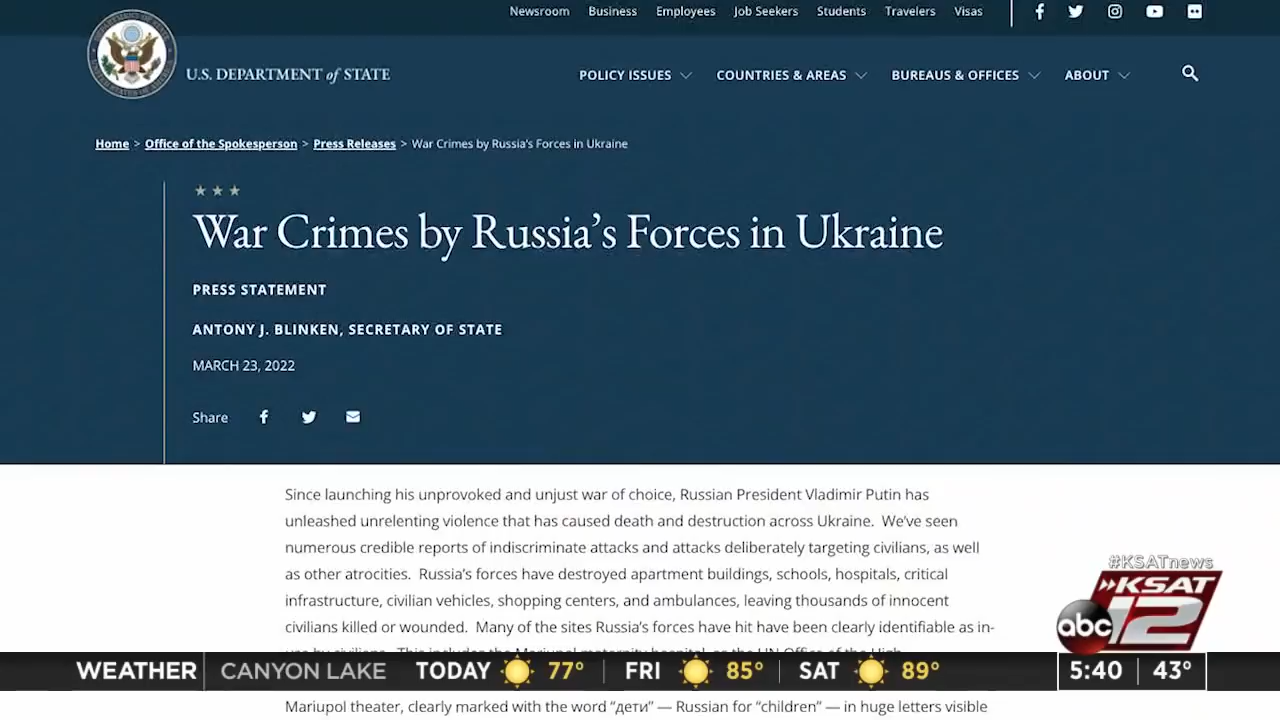 Newsroom Business Employees Job Seekers Students Travelers Visas
U.S. DEPARTMENT of STATE
POLICY ISSUES COUNTRIES & AREAS BUREAUS & OFFICES ABOUT
Home > Office of the Spokesperson > Press Releases > War Crimes by Russia's Forces in Ukraine
War Crimes by Russia's Forces in Ukraine
PRESS STATEMENT
ANTONY J. BLINKEN, SECRETARY OF STATE
MARCH 23, 2022
Share
Since launching his unprovoked and unjust war of choice, Russian President Vladimir Putin has
unleashed unrelenting violence that has caused death and destruction across Ukraine. We've seen
numerous credible reports of indiscriminate attacks and attacks deliberately targeting civilians, as well
as other atrocities. Russia's forces have destroyed apartment buildings, schools, hospitals, critical
infrastructure, civilian vehicles, shopping centers, and ambulances, leaving thousands of innocent
civilians killed or wounded. Many of the sites Russia's forces have hit have been clearly identifiable as in-
#KSATnews
KSAT
abc 12
WEATHER CANYON LAKE TODAY 77° FRI 85° SAT 89° 5:40 43°
Mariupol theater, clearly marked with the word “дети” — Russian for “children” — in huge letters visible